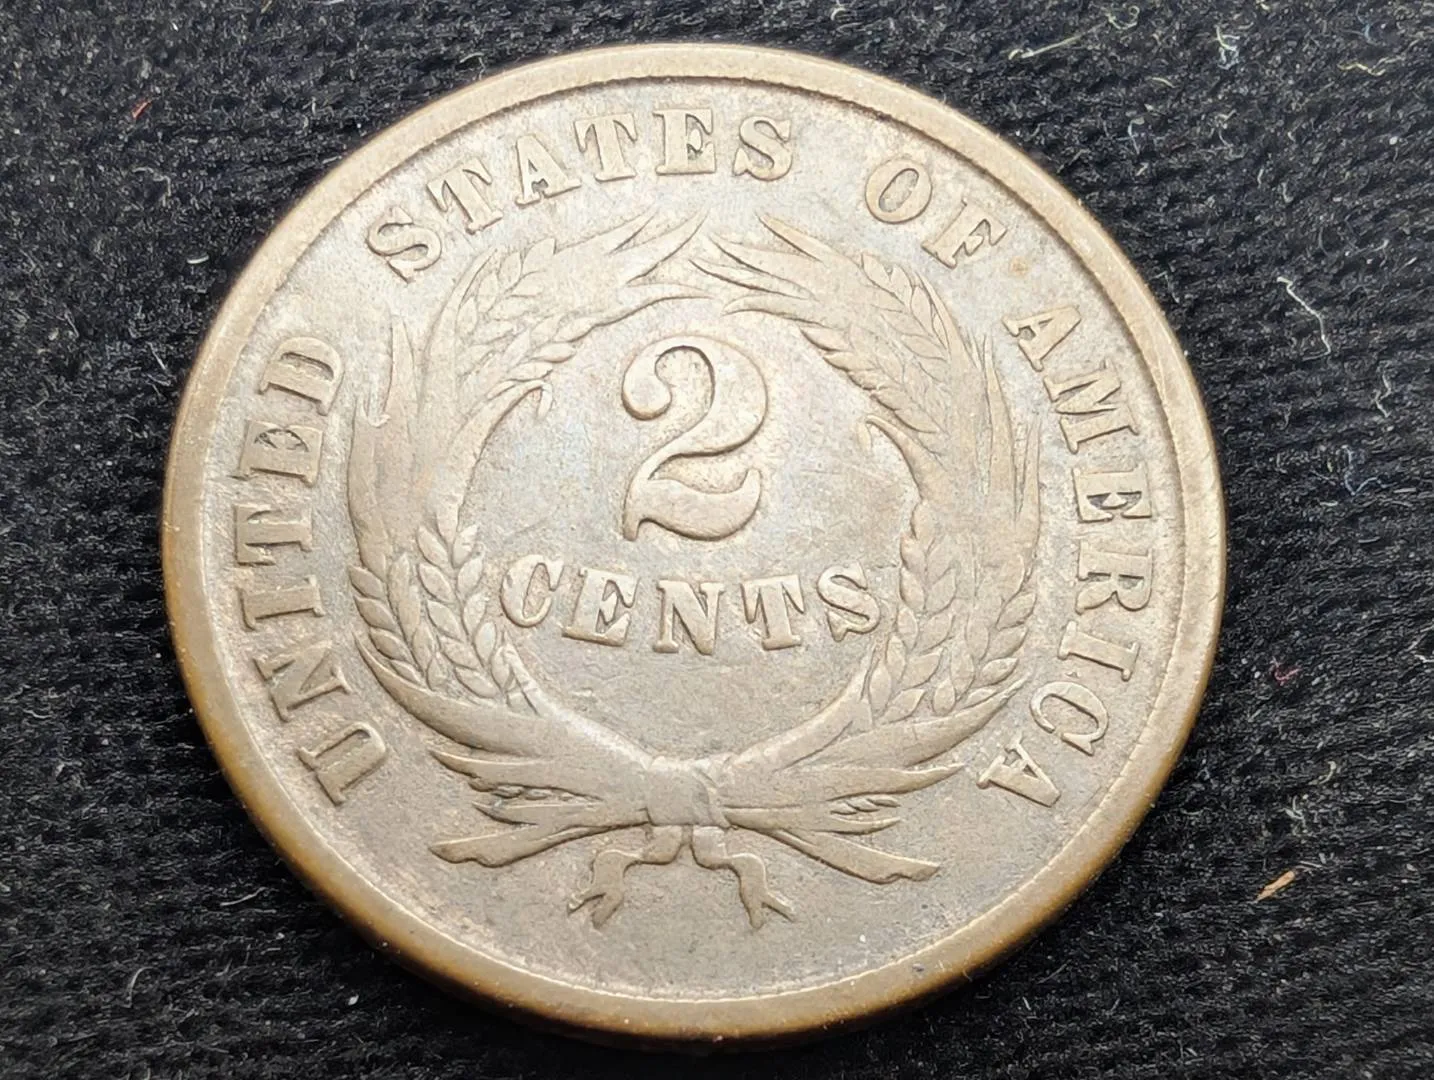 UNITED STATES OF AMERICA
2
CENTS